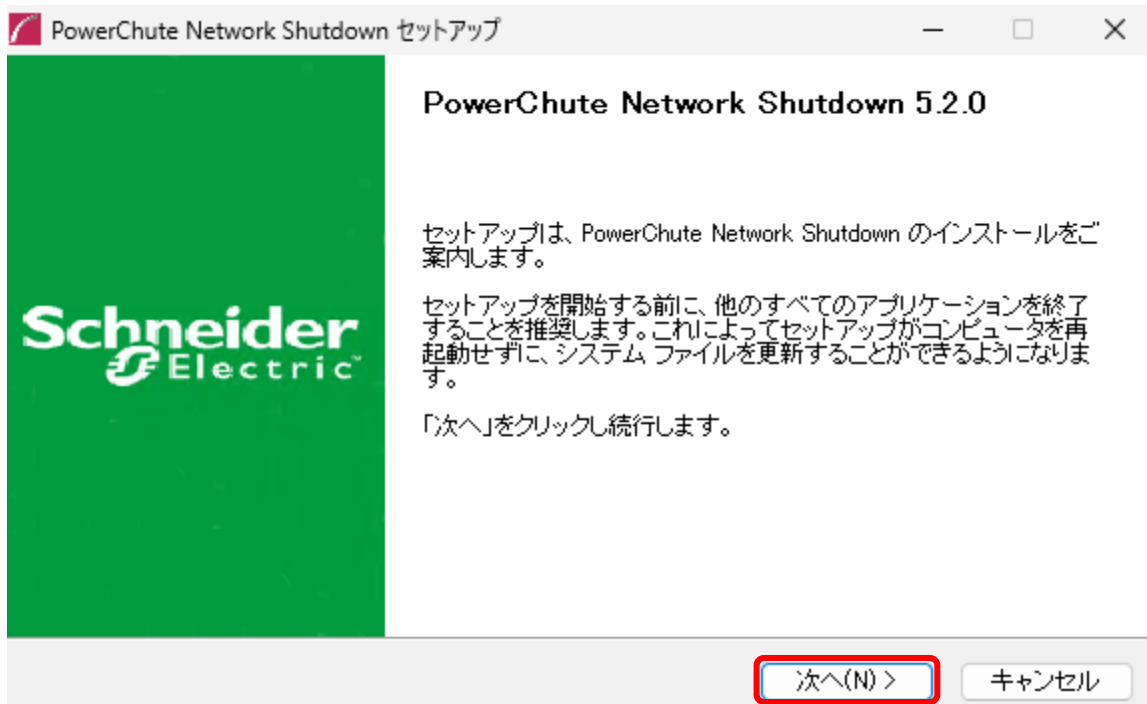 PowerChute Network Shutdown セットアップ
PowerChute Network Shutdown 5.2.0
セットアップは、PowerChute Network Shutdown のインストールをご
案内します。
セットアップを開始する前に、他のすべてのアプリケーションを終了
することを推奨します。これによってセットアップがコンピュータを再
起動せずに、システム ファイルを更新することができるようになりま
す。
「次へ」をクリックし続行します。
Schneider
Electric
次へ(N) >
キャンセル